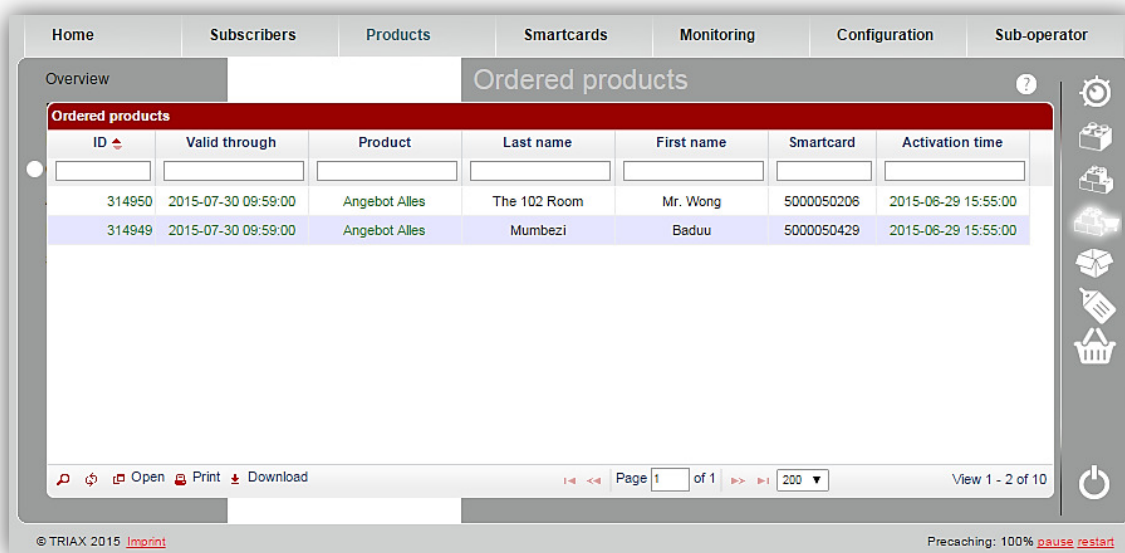 Home Subscribers Products Smartcards Monitoring Configuration Sub-operator
Overview
Ordered products
?
Ordered products
ID Valid through Product Last name First name Smartcard Activation time
314950 2015-07-30 09:59:00 Angebot Alles The 102 Room Mr. Wong 5000050206 2015-06-29 15:55:00
314949 2015-07-30 09:59:00 Angebot Alles Mumbezi Baduu 5000050429 2015-06-29 15:55:00
Open Print Download Page 1 of 1 200 View 1 - 2 of 10
© TRIAX 2015 Imprint Precaching: 100% pause restart